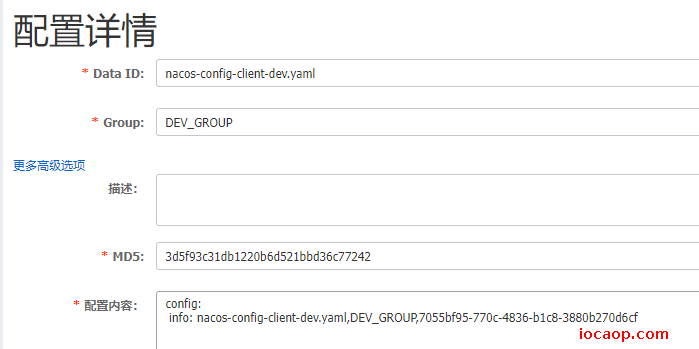 配置详情
* Data ID: nacos-config-client-dev.yaml
* Group: DEV_GROUP
更多高级选项
描述:
* MD5: 3d5f93c31db1220b6d521bbd36c77242
* 配置内容: config:
info: nacos-config-client-dev.yaml,DEV_GROUP,7055bf95-770c-4836-b1c8-3880b270d6cf
iocaop.com